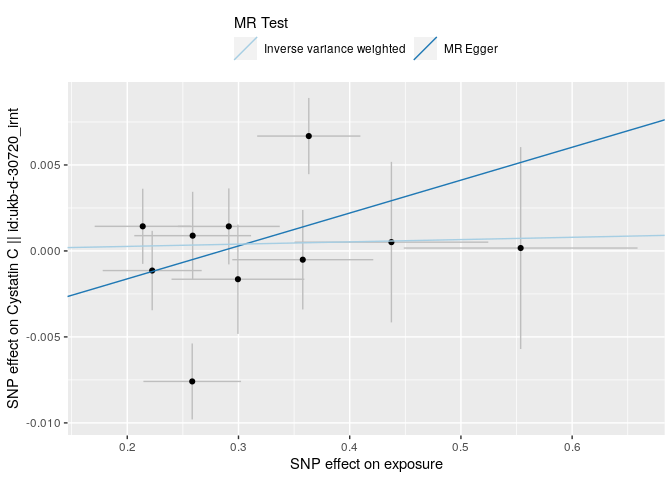 MR Test
Inverse variance weighted MR Egger
SNP effect on Cystatin C || id:ukb-d-30720_irnt
0.005
0.000
-0.005
-0.010
0.2 0.3 0.4 0.5 0.6
SNP effect on exposure